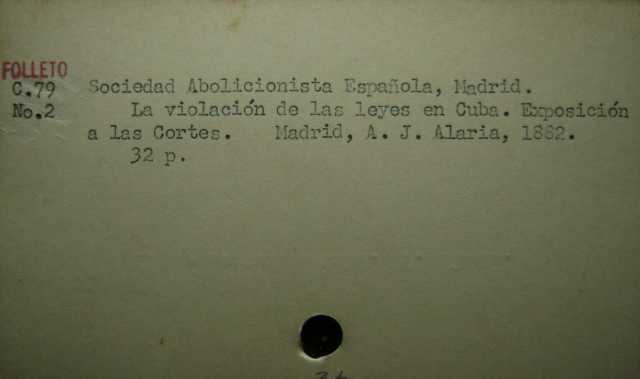 FOLLETO
C.79 Sociedad Abolicionista Española, Madrid.
No.2 La violación de las leyes en Cuba. Exposición
a las Cortes. Madrid, A. J. Alaria, 1882.
32 p.